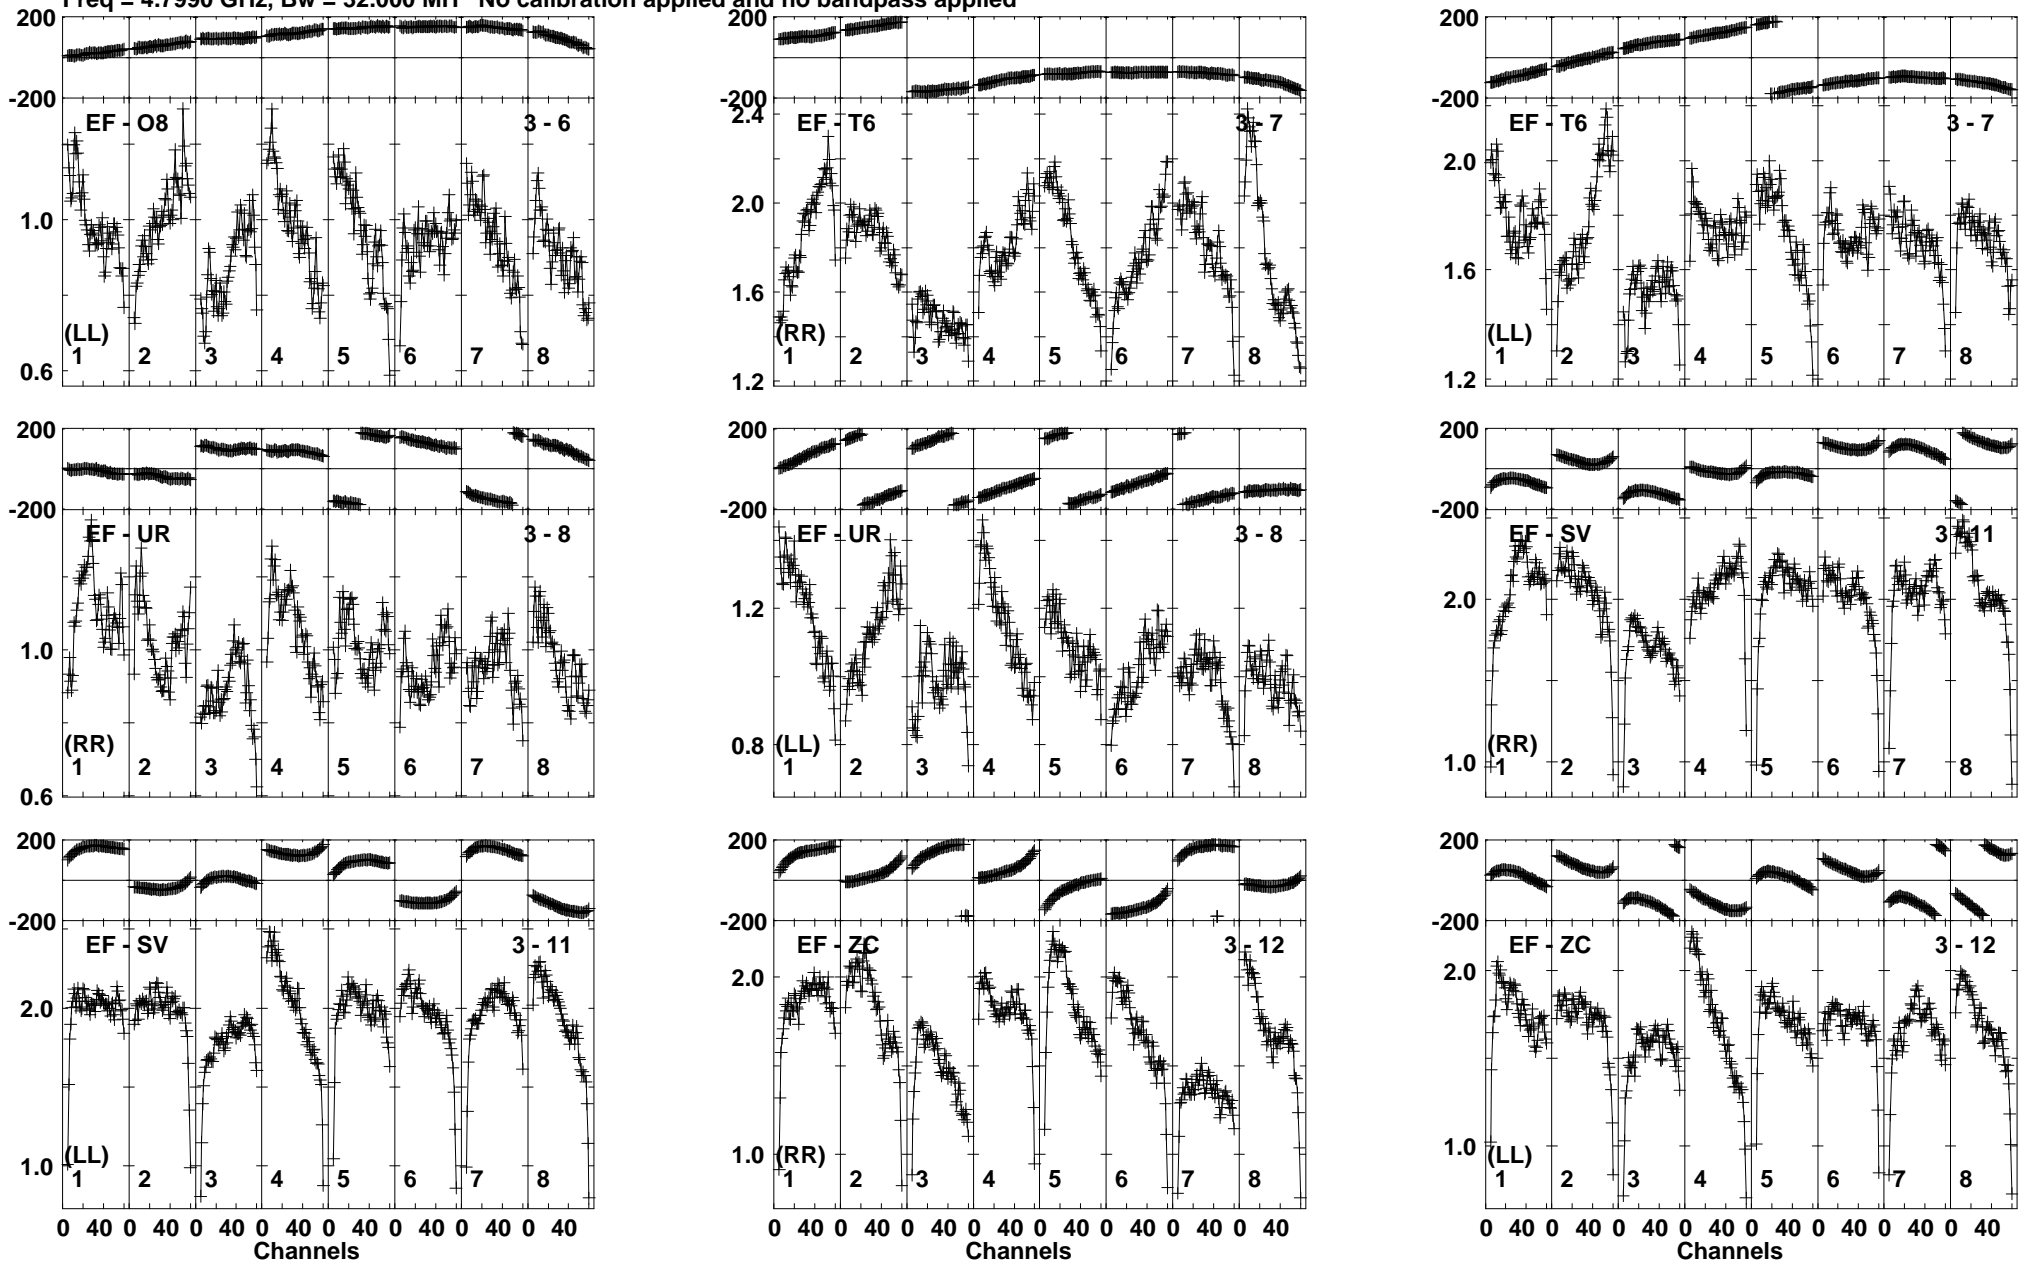 Freq = 4.7990 GHz, Bw = 32.000 MH No calibration applied and no bandpass applied
200 200 200
-200 -200 -200
EF - O8 3 - 6 2.4 EF - T6 3 - 7 EF - T6 3 - 7
2.0
1.0 2.0
1.6 1.6
(LL) (RR) (LL)
1 2 3 4 5 6 7 8 1 2 3 4 5 6 7 8 1 2 3 4 5 6 7 8
0.6 1.2 1.2
200 200 200
-200 -200 -200
EF - UR 3 - 8 EF - UR 3 - 8 EF - SV 3 - 11
1.2 2.0
1.0
(RR) 0.8 (LL) (RR)
1 2 3 4 5 6 7 8 1 2 3 4 5 6 7 8 1.0 1 2 3 4 5 6 7 8
0.6
200 200 200
-200 -200 -200
EF - SV 3 - 11 EF - ZC 3 - 12 EF - ZC 3 - 12
2.0 2.0 2.0
1.0 (LL) 1.0 (RR) 1.0 (LL)
1 2 3 4 5 6 7 8 1 2 3 4 5 6 7 8 1 2 3 4 5 6 7 8
0 40 0 40 0 40 0 40 0 40 0 40 0 40 0 40 0 40 0 40 0 40 0 40 0 40 0 40 0 40 0 40 0 40 0 40 0 40 0 40 0 40 0 40 0 40 0 40
Channels Channels Channels